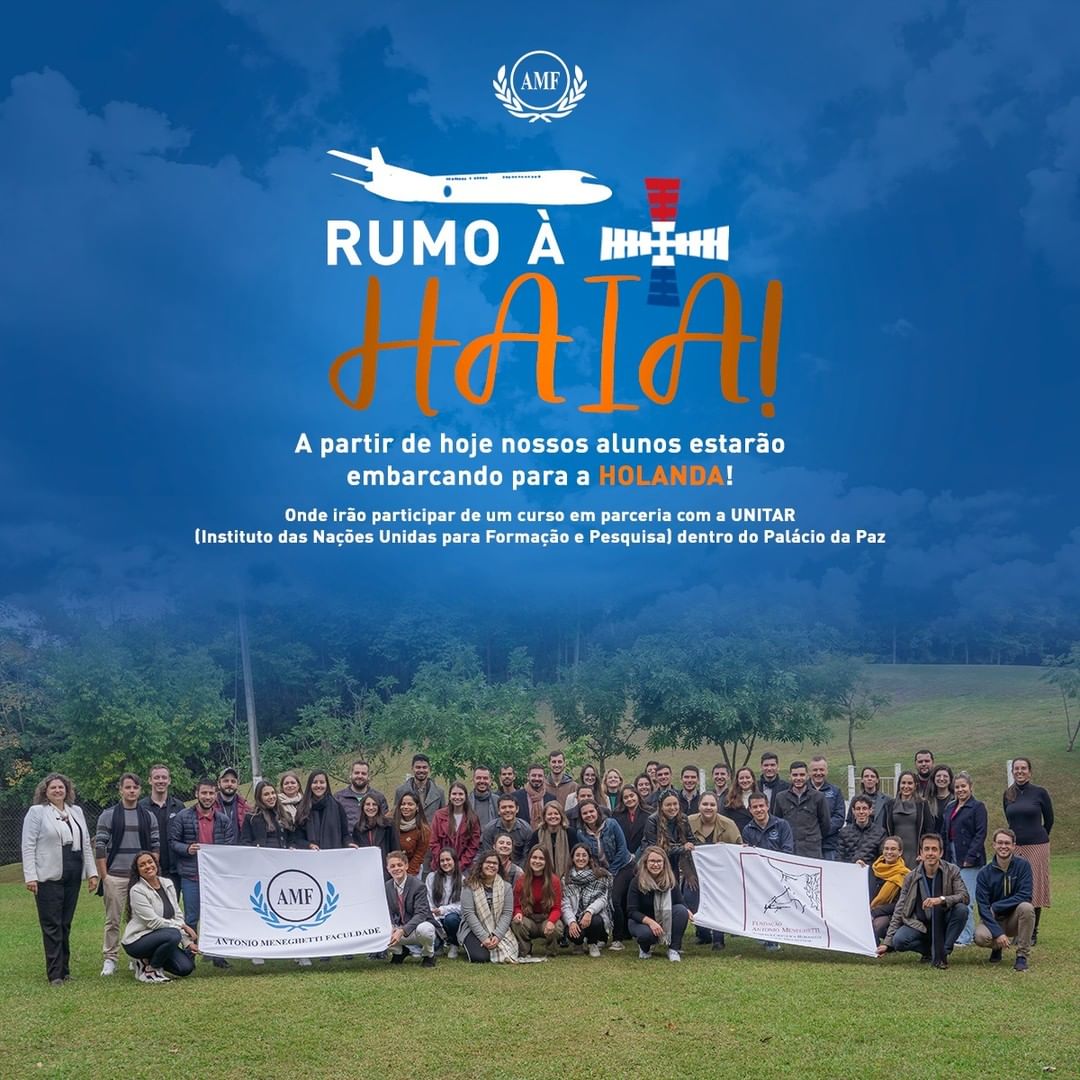 AMF
RUMO À
HAIA!
A partir de hoje nossos alunos estarão
embarcando para a HOLANDA!
Onde irão participar de um curso em parceria com a UNITAR
(Instituto das Nações Unidas para Formação e Pesquisa) dentro do Palácio da Paz
AMF
ANTONIO MENEGHETTI FACULDADE
FUNDAÇÃO
ANTONIO MENEGHETTI